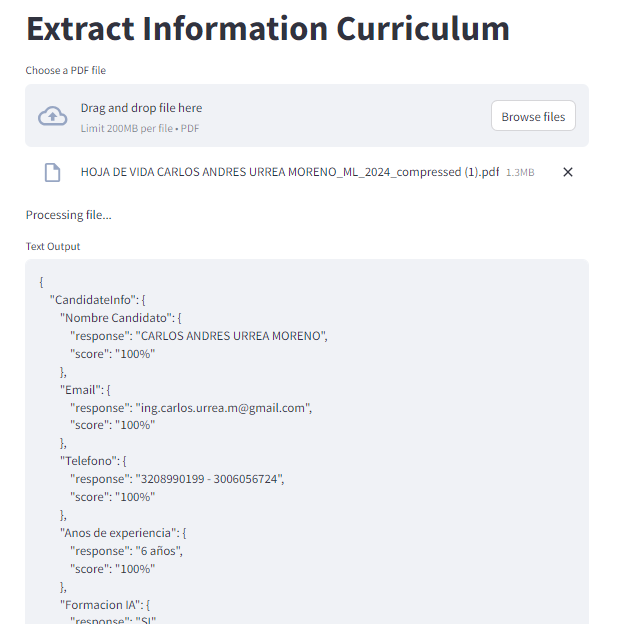 Extract Information Curriculum
Choose a PDF file
Drag and drop file here
Limit 200MB per file • PDF
Browse files
HOJA DE VIDA CARLOS ANDRES URREA MORENO_ML_2024_compressed (1).pdf 1.3MB
Processing file...
Text Output
{
"CandidateInfo": {
"Nombre Candidato": {
"response": "CARLOS ANDRES URREA MORENO",
"score": "100%"
},
"Email": {
"response": "ing.carlos.urrea.m@gmail.com",
"score": "100%"
},
"Telefono": {
"response": "3208990199 - 3006056724",
"score": "100%"
},
"Anos de experiencia": {
"response": "6 años",
"score": "100%"
},
"Formacion IA": {
"response": "SI"